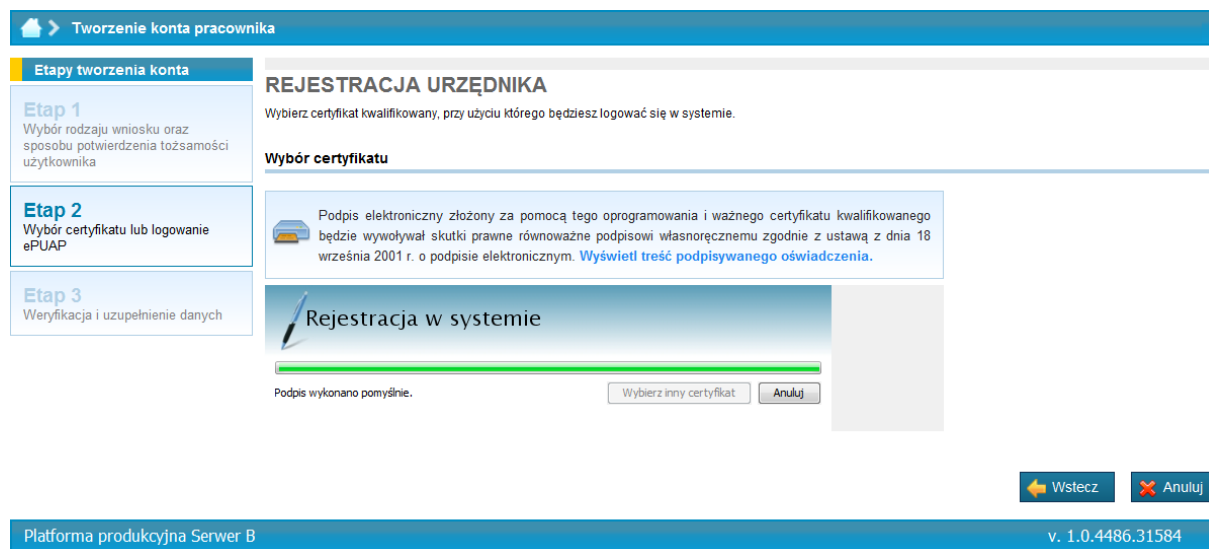 Tworzenie konta pracownika
Etapy tworzenia konta
Etap 1
Wybór rodzaju wniosku oraz
sposobu potwierdzenia tożsamości
użytkownika
Etap 2
Wybór certyfikatu lub logowanie
ePUAP
Etap 3
Weryfikacja i uzupełnienie danych
REJESTRACJA URZĘDNIKA
Wybierz certyfikat kwalifikowany, przy użyciu którego będziesz logować się w systemie.
Wybór certyfikatu
Podpis elektroniczny złożony za pomocą tego oprogramowania i ważnego certyfikatu kwalifikowanego
będzie wywoływał skutki prawne równoważne podpisowi własnoręcznemu zgodnie z ustawą z dnia 18
września 2001 r. o podpisie elektronicznym. Wyświetl treść podpisywanego oświadczenia.
Rejestracja w systemie
Podpis wykonano pomyślnie.
Wybierz inny certyfikat
Anuluj
Wstecz
Anuluj
Platforma produkcyjna Serwer B
v. 1.0.4486.31584